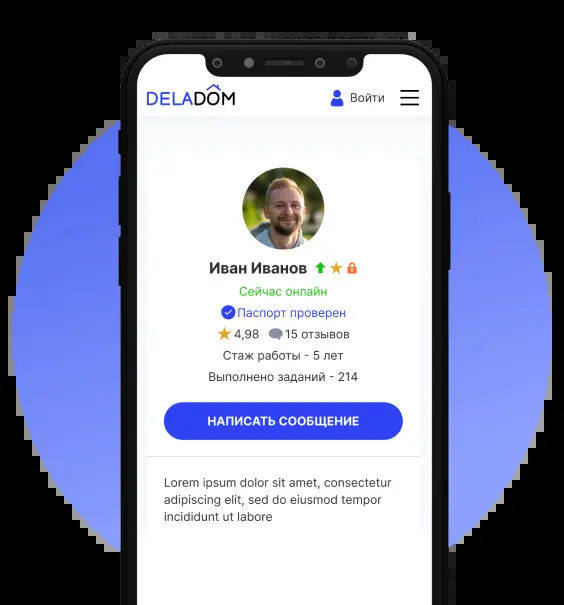 DELADOM
Войти
Иван Иванов
Сейчас онлайн
Паспорт проверен
4,98 15 отзывов
Стаж работы - 5 лет
Выполнено заданий - 214
НАПИСАТЬ СООБЩЕНИЕ
Lorem ipsum dolor sit amet, consectetur
adipiscing elit, sed do eiusmod tempor
incididunt ut labore